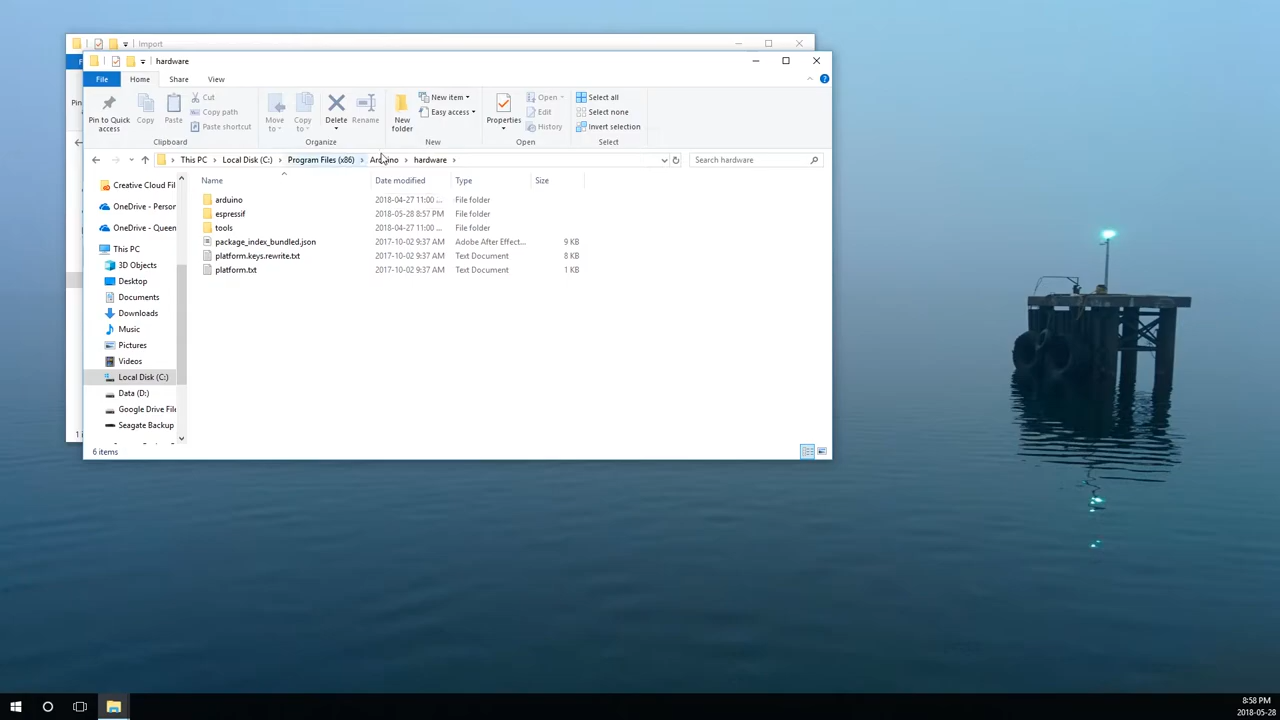 Import
hardware
File Home Share View
Pin to Quick access
Copy
Paste
Cut
Copy path
Paste shortcut
Clipboard
Move to
Copy to
Delete
Rename
Organize
New folder
New item
Easy access
New
Properties
Open
Edit
History
Open
Select all
Select none
Invert selection
Select
This PC Local Disk (C:) Program Files (x86) Arduino hardware
Search hardware
Name Date modified Type Size
arduino 2018-04-27 11:00 ... File folder
espressif 2018-05-28 8:57 PM File folder
tools 2018-04-27 11:00 ... File folder
package_index_bundled.json 2017-10-02 9:37 AM Adobe After Effect... 9 KB
platform.keys.rewrite.txt 2017-10-02 9:37 AM Text Document 8 KB
platform.txt 2017-10-02 9:37 AM Text Document 1 KB
Creative Cloud Fil
OneDrive - Person
OneDrive - Queen
This PC
3D Objects
Desktop
Documents
Downloads
Music
Pictures
Videos
Local Disk (C:)
Data (D:)
Google Drive File
Seagate Backup
6 items
8:58 PM
2018-05-28